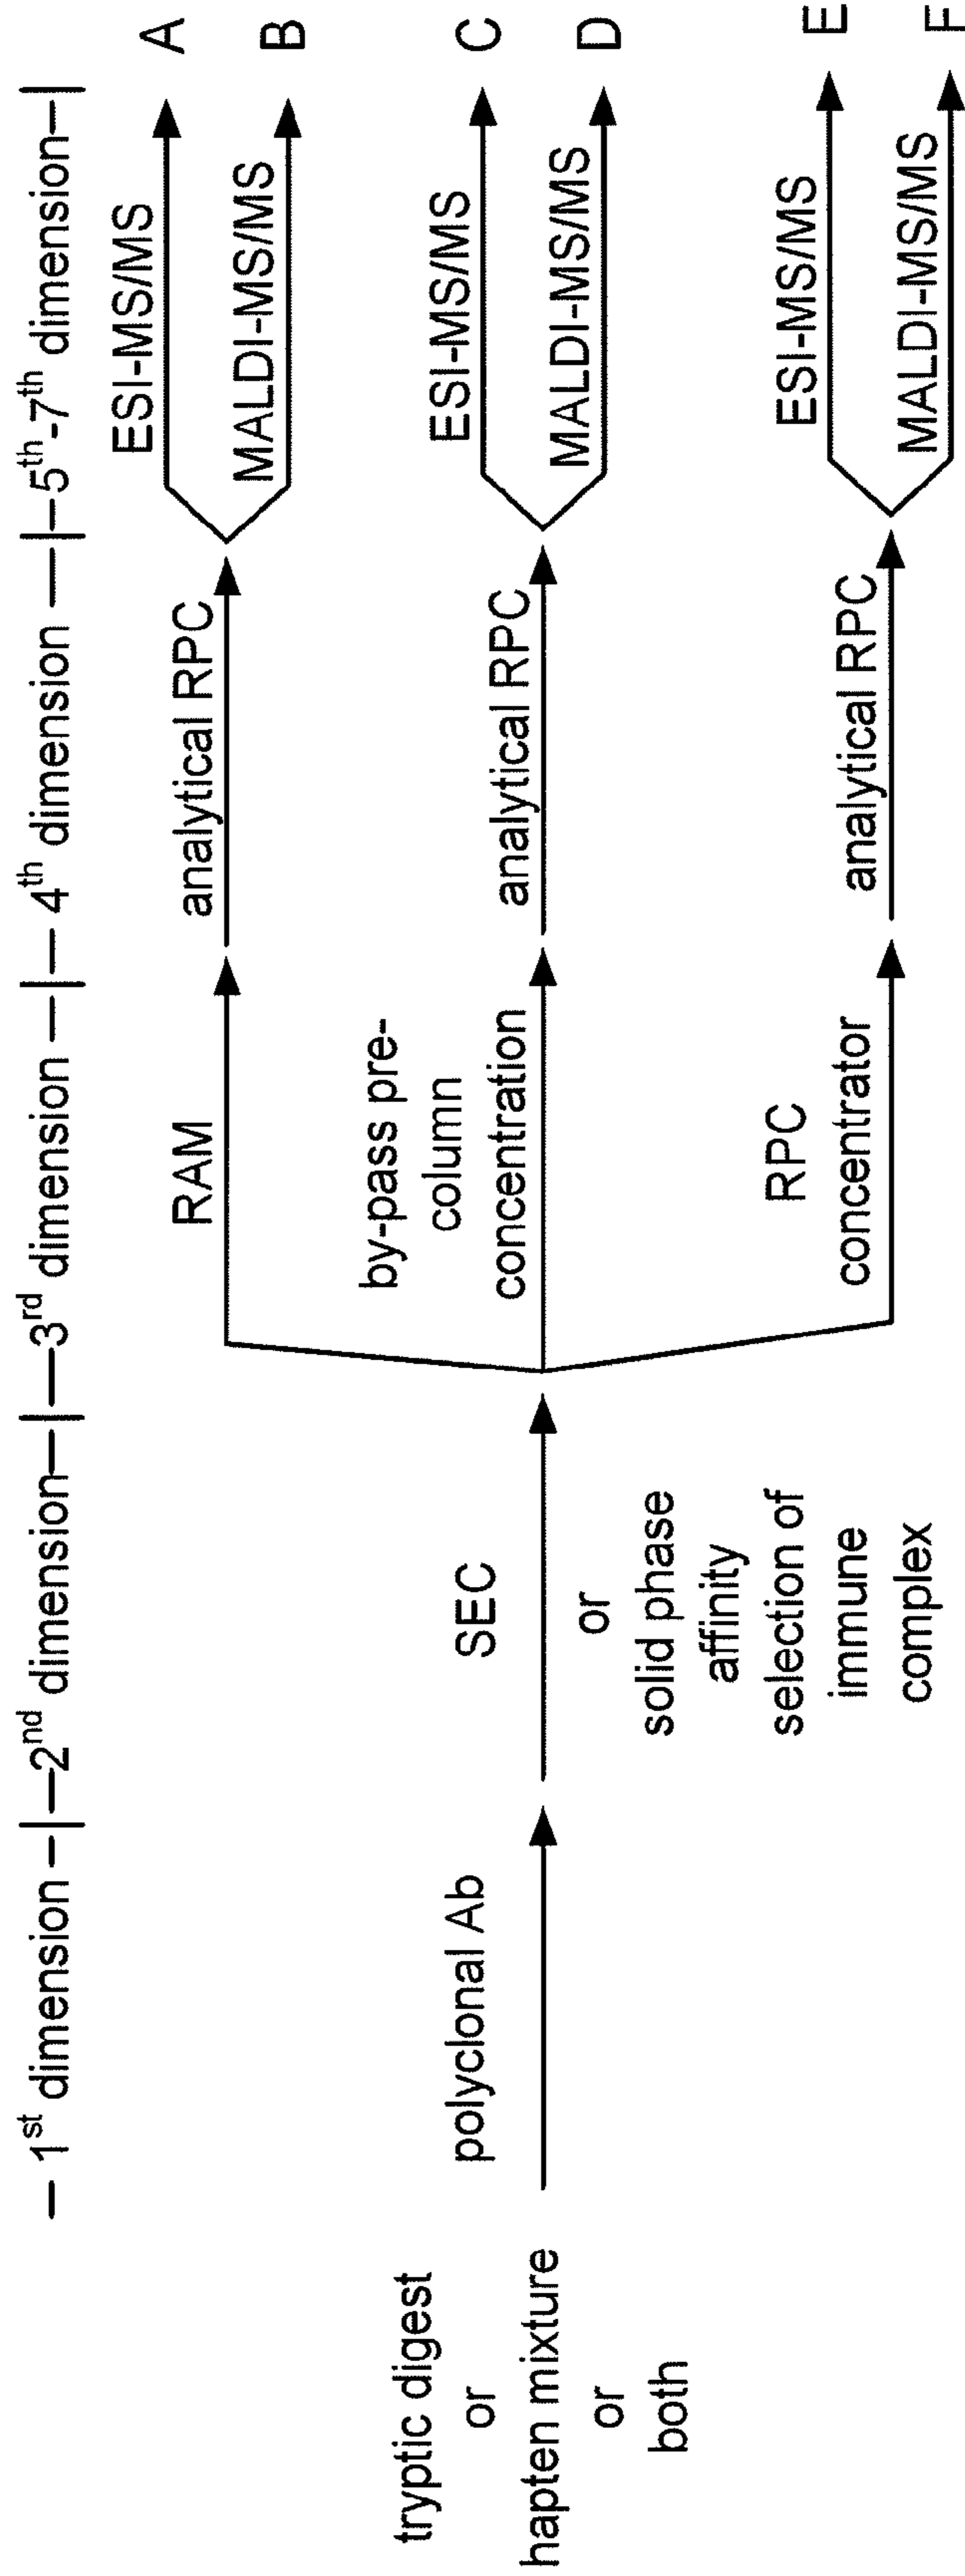 — 1st dimension —|—2nd dimension—|—3rd dimension —|— 4th dimension —|—5th-7th dimension—|
tryptic digest
or
hapten mixture
or
both
polyclonal Ab
SEC
or
solid phase
affinity
selection of
immune
complex
RAM
by-pass pre-
column
concentration
RPC
concentrator
analytical RPC
analytical RPC
analytical RPC
ESI-MS/MS
A
MALDI-MS/MS
B
ESI-MS/MS
C
MALDI-MS/MS
D
ESI-MS/MS
E
MALDI-MS/MS
F